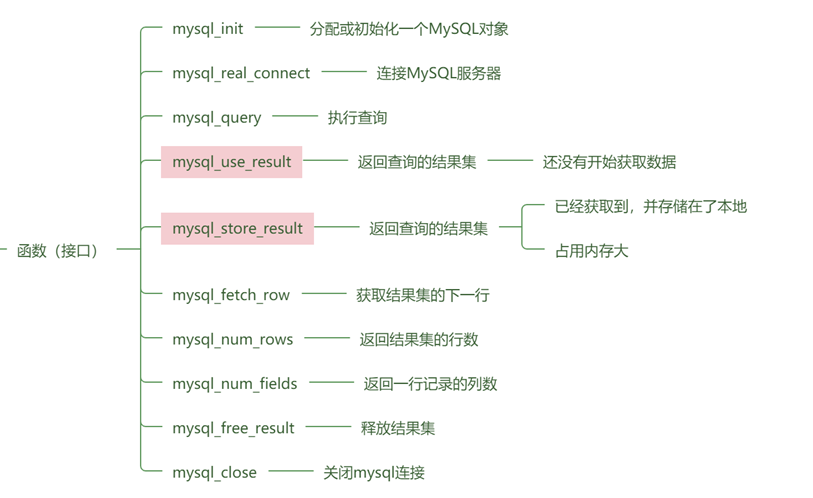 函数（接口）
mysql_init
分配或初始化一个MySQL对象
mysql_real_connect
连接MySQL服务器
mysql_query
执行查询
mysql_use_result
返回查询的结果集
还没有开始获取数据
mysql_store_result
返回查询的结果集
已经获取到，并存储在了本地
占用内存大
mysql_fetch_row
获取结果集的下一行
mysql_num_rows
返回结果集的行数
mysql_num_fields
返回一行记录的列数
mysql_free_result
释放结果集
mysql_close
关闭mysql连接